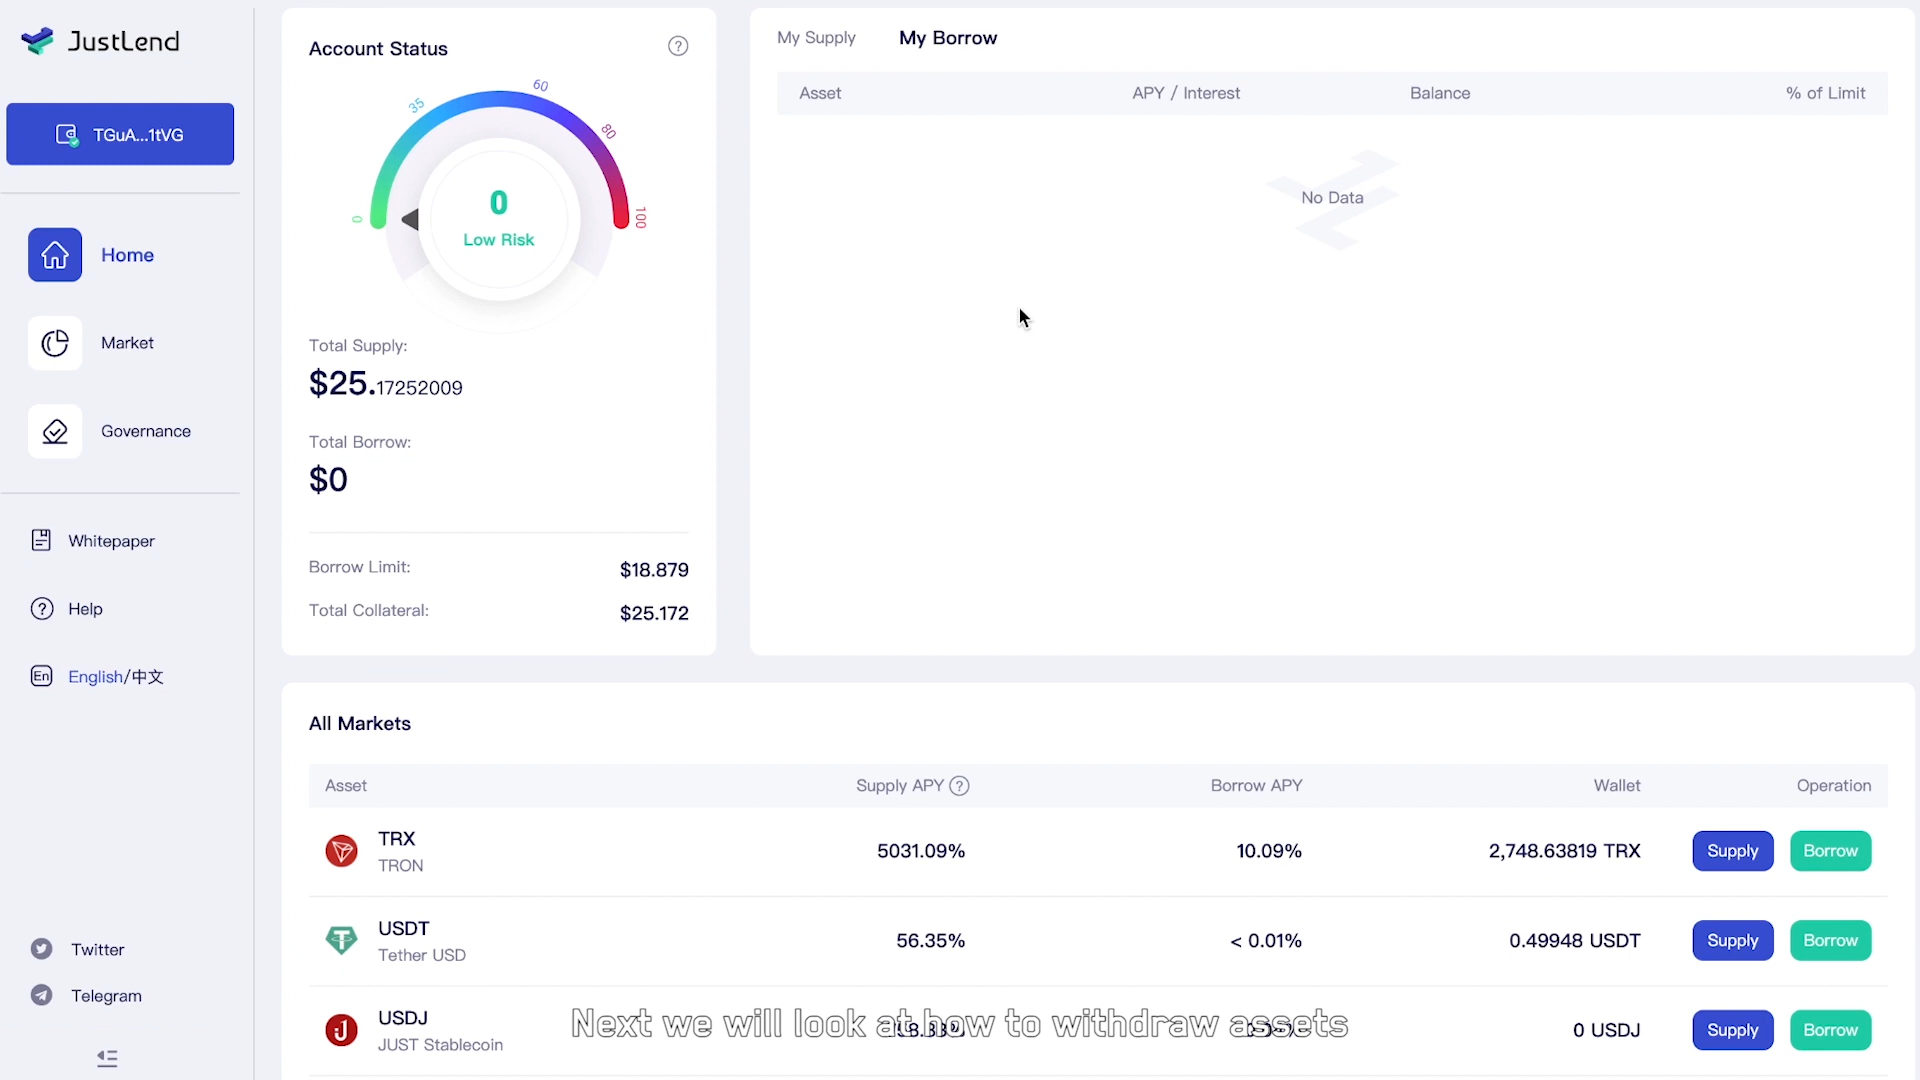 JustLend
TGuA...1tVG
Home
Market
Governance
Whitepaper
Help
En English/中文
Twitter
Telegram
Account Status ?
0
35
60
80
100
0
Low Risk
Total Supply:
$25.17252009
Total Borrow:
$0
Borrow Limit: $18.879
Total Collateral: $25.172
My Supply My Borrow
Asset APY / Interest Balance % of Limit
No Data
All Markets
Asset Supply APY ? Borrow APY Wallet Operation
TRX
TRON
5031.09% 10.09% 2,748.63819 TRX Supply Borrow
USDT
Tether USD
56.35% < 0.01% 0.49948 USDT Supply Borrow
USDJ
JUST Stablecoin
0 USDJ Supply Borrow
Next we will look at how to withdraw assets